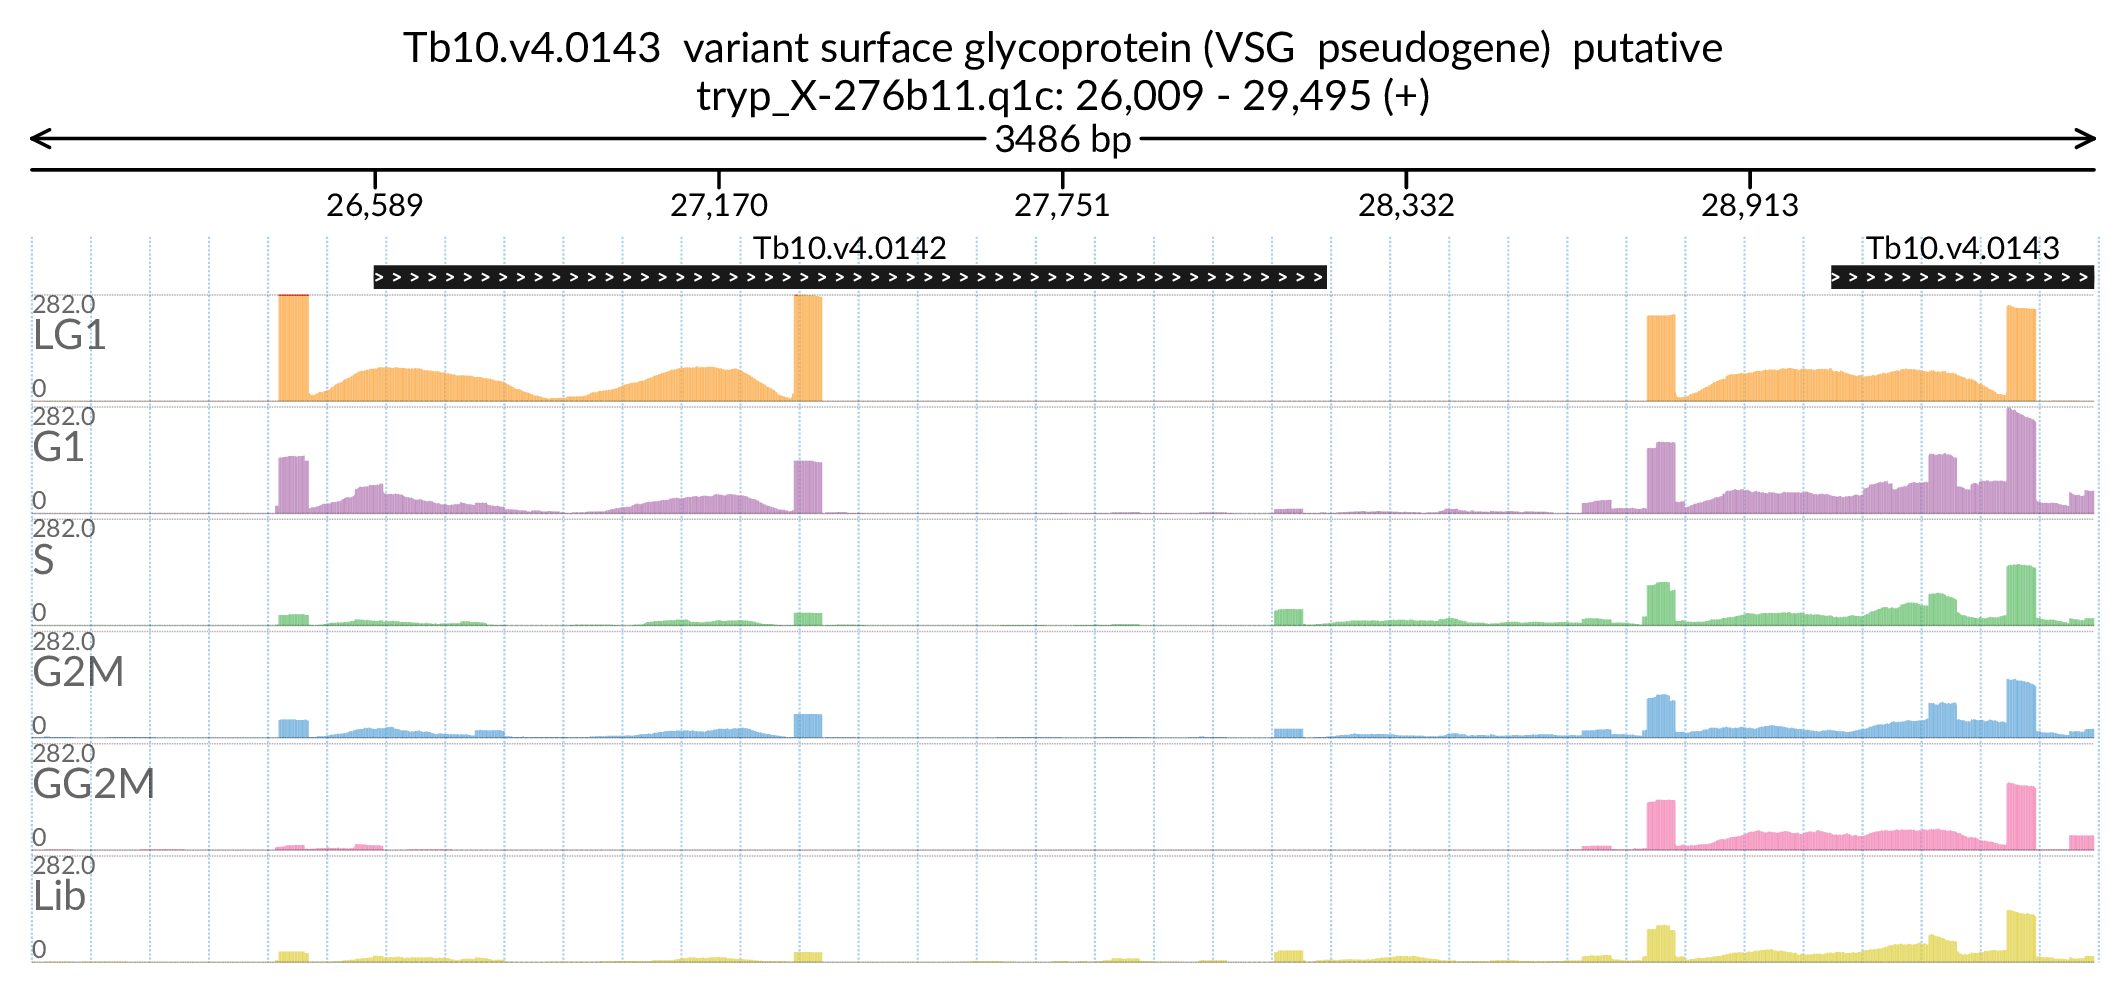 Tb10.v4.0143 variant surface glycoprotein (VSG pseudogene) putative
tryp_X-276b11.q1c: 26,009 - 29,495 (+)
3486 bp
26,589 27,170 27,751 28,332 28,913
Tb10.v4.0142 Tb10.v4.0143
282.0
LG1
0
282.0
G1
0
282.0
S
0
282.0
G2M
0
282.0
GG2M
0
282.0
Lib
0